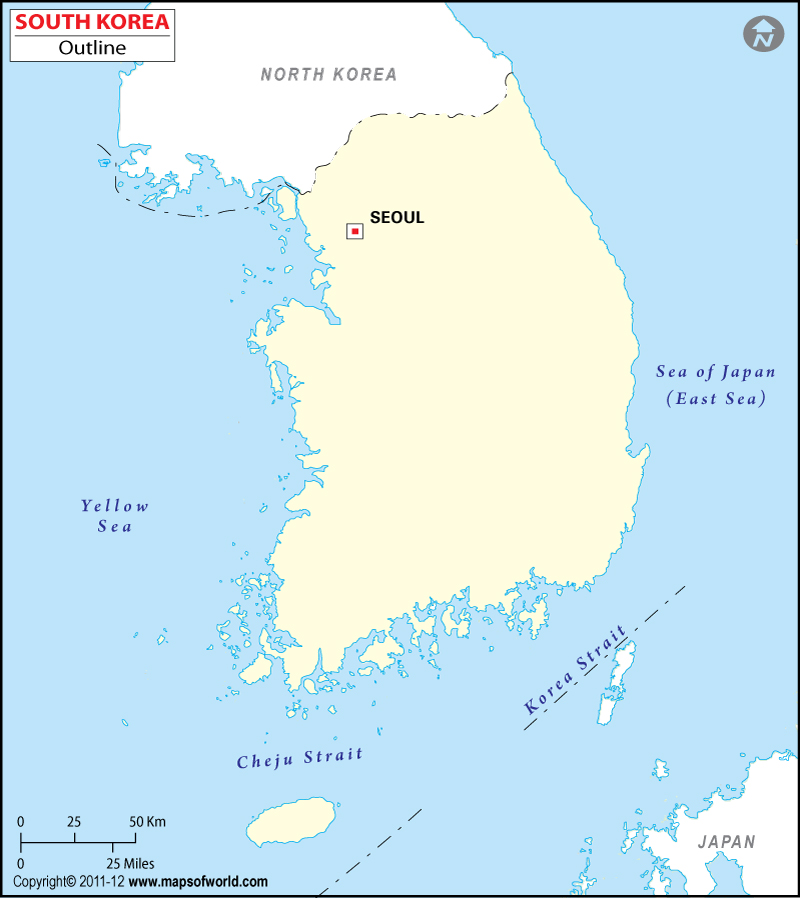 SOUTH KOREA
Outline
N
NORTH KOREA
SEOUL
Sea of Japan
(East Sea)
Yellow
Sea
Korea Strait
Cheju Strait
JAPAN
0 25 50 Km
0 25 Miles
Copyright© 2011-12 www.mapsofworld.com